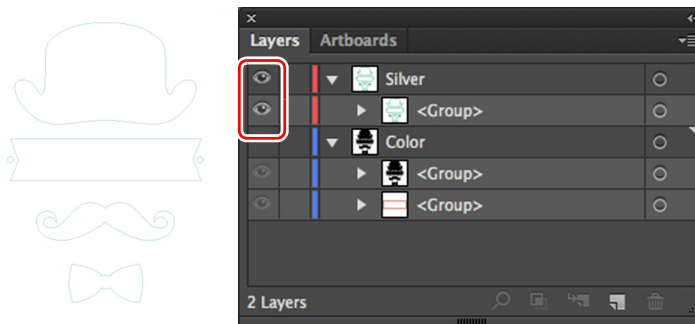 Layers Artboards
Silver
<Group>
Color
<Group>
<Group>
2 Layers